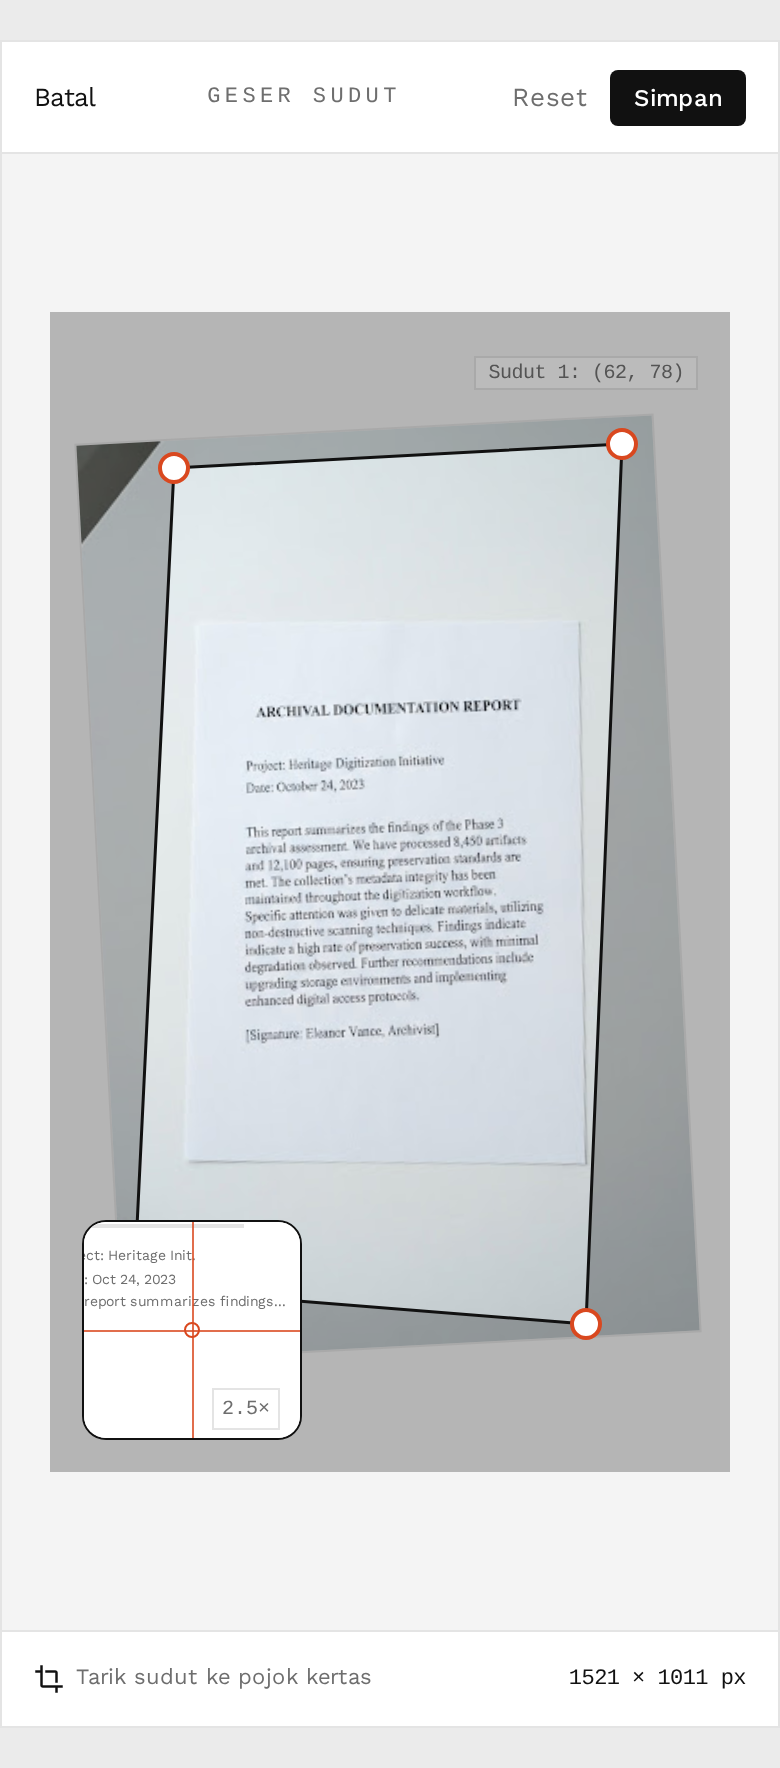 Batal
GESER SUDUT
Reset
Simpan
Sudut 1: (62, 78)
ARCHIVAL DOCUMENTATION REPORT
Project: Heritage Digitization Initiative
Date: October 24, 2023
This report summarizes the findings of the Phase 3
archival assessment. We have processed 8,450 artifacts
and 12,100 pages, ensuring preservation standards are
met. The collection's metadata integrity has been
maintained throughout the digitization workflow.
Specific attention was given to delicate materials, utilizing
non-destructive scanning techniques. Findings indicate
indicate a high rate of preservation success, with minimal
degradation observed. Further recommendations include
upgrading storage environments and implementing
enhanced digital access protocols.
[Signature: Eleanor Vance, Archivist]
ect: Heritage Init.
: Oct 24, 2023
report summarizes findings...
2.5×
Tarik sudut ke pojok kertas
1521 × 1011 px